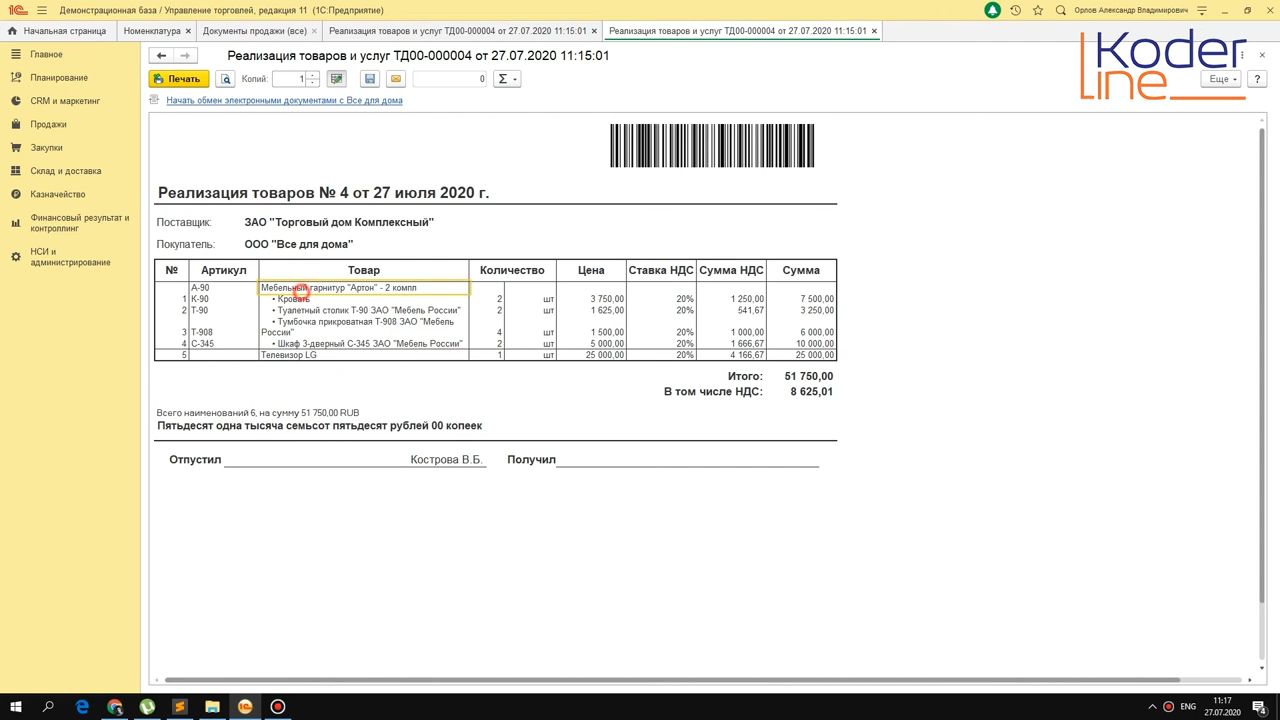 Демонстрационная база / Управление торговлей, редакция 11 (1С:Предприятие)
Орлов Александр Владимирович
Начальная страница
Номенклатура ×
Документы продажи (все) ×
Реализация товаров и услуг ТД00-000004 от 27.07.2020 11:15:01 ×
Реализация товаров и услуг ТД00-000004 от 27.07.2020 11:15:01 ×
Koder
line
Главное
Планирование
CRM и маркетинг
Продажи
Закупки
Склад и доставка
Казначейство
Финансовый результат и
контроллинг
НСИ и
администрирование
Реализация товаров и услуг ТД00-000004 от 27.07.2020 11:15:01
Печать Копий: 1 0 Σ Еще ?
Начать обмен электронными документами с Все для дома
Реализация товаров № 4 от 27 июля 2020 г.
Поставщик: ЗАО "Торговый дом Комплексный"
Покупатель: ООО "Все для дома"
№ Артикул Товар Количество Цена Ставка НДС Сумма НДС Сумма
А-90 Мебельный гарнитур "Артон" - 2 компл
1 К-90 • Кровать 2 шт 3 750,00 20% 1 250,00 7 500,00
2 Т-90 • Туалетный столик Т-90 ЗАО "Мебель России" 2 шт 1 625,00 20% 541,67 3 250,00
• Тумбочка прикроватная Т-908 ЗАО "Мебель
3 Т-908 России" 4 шт 1 500,00 20% 1 000,00 6 000,00
4 С-345 • Шкаф 3-дверный С-345 ЗАО "Мебель России" 2 шт 5 000,00 20% 1 666,67 10 000,00
5 Телевизор LG 1 шт 25 000,00 20% 4 166,67 25 000,00
Итого: 51 750,00
В том числе НДС: 8 625,01
Всего наименований 6, на сумму 51 750,00 RUB
Пятьдесят одна тысяча семьсот пятьдесят рублей 00 копеек
Отпустил Кострова В.Б. Получил
11:17
ENG
27.07.2020
4